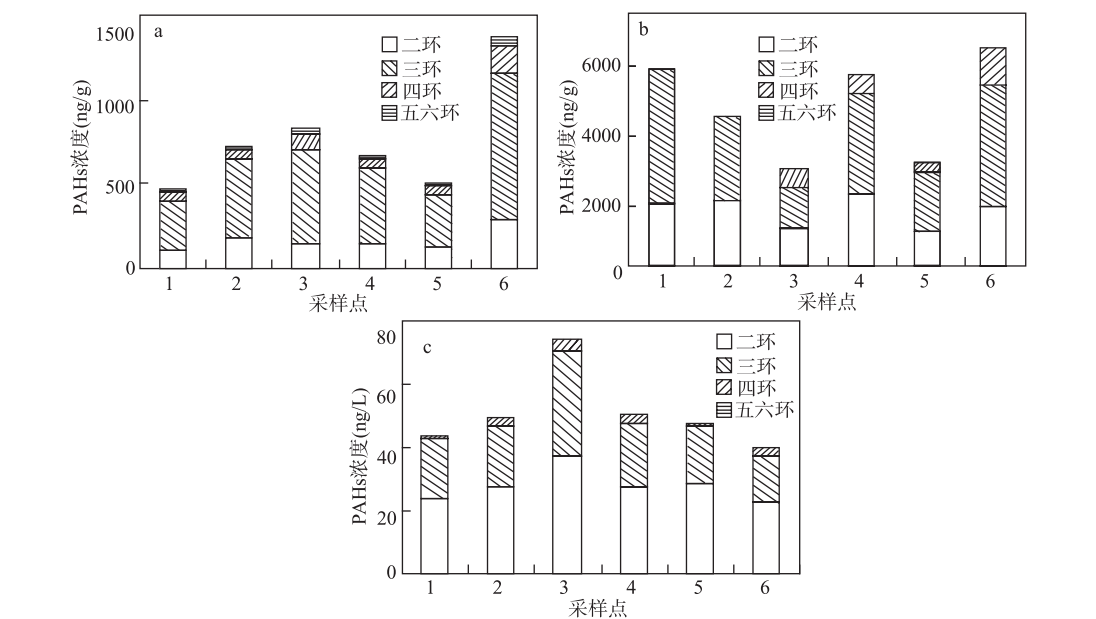 a
1500
1000
500
0
PAHs浓度(ng/g)
二环
三环
四环
五六环
1 2 3 4 5 6
采样点
b
6000
4000
2000
0
PAHs浓度(ng/g)
二环
三环
四环
五六环
1 2 3 4 5 6
采样点
c
80
60
40
20
0
PAHs浓度(ng/L)
二环
三环
四环
五六环
1 2 3 4 5 6
采样点